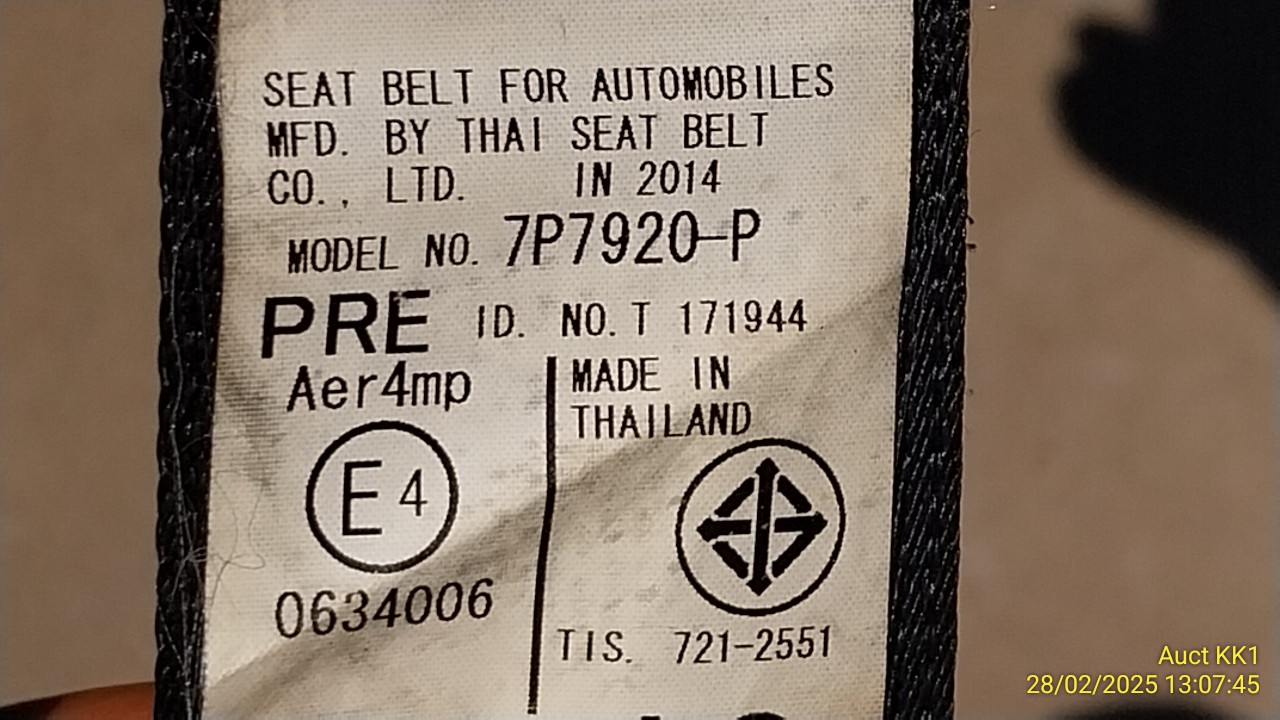 SEAT BELT FOR AUTOMOBILES
MFD. BY THAI SEAT BELT
CO., LTD. IN 2014
MODEL NO. 7P7920-P
PRE ID. NO. T 171944
Aer4mp
MADE IN
THAILAND
E4
0634006
TIS. 721-2551
Auct KK1
28/02/2025 13:07:45